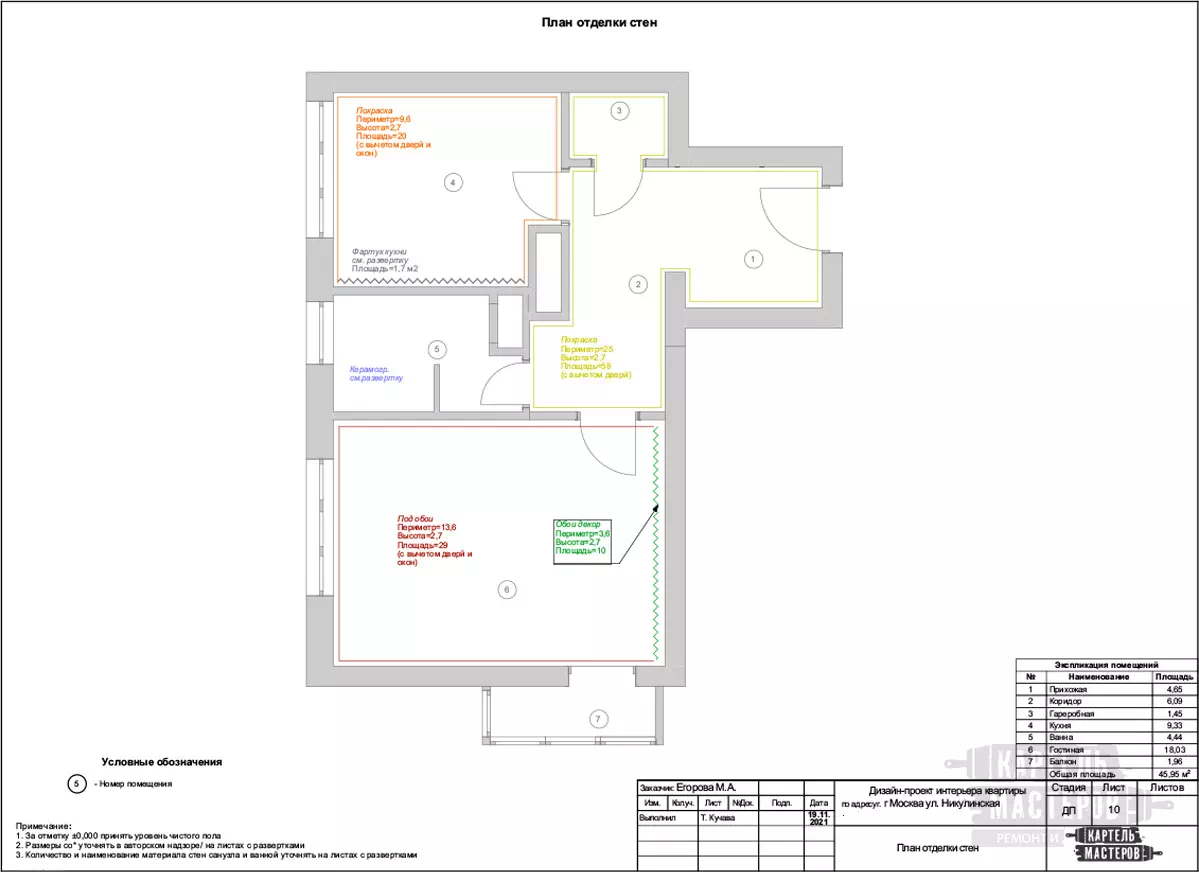 План отделки стен
Покраска
Периметр=9,6
Высота=2,7
Площадь=20
(с вычетом дверй и
окон)
3
4
Фартук кухни
см. развертку
Площадь=1,7 м2
1
2
5
Керамогр.
см.развертку
Покраска
Периметр=25
Высота=2.7
Площадь=58
(с вычетом дверй)
Под обои
Периметр=13,6
Высота=2,7
Площадь=29
(с вычетом дверй и
окон)
Обои декор
Периметр=3,6
Высота=2,7
Площадь=10
6
7
Экспликация помещений
№ Наименование Площадь
1 Прихожая 4,65
2 Коридор 6,09
3 Гареробная 1,45
4 Кухня 9,33
5 Ванна 4,44
6 Гостиная 18,03
7 Балкон 1,96
Общая площадь 45,95 м²
Условные обозначения
5 - Номер помещения
Примечание:
1. За отметку ±0,000 принять уровень чистого пола
2. Размеры со* уточнять в авторском надзоре/ на листах с развертками
3. Количество и наименование материала стен санузла и ванной уточнять на листах с развертками
Заказчик: Егорова М.А.
Изм. Колуч. Лист №Док. Подп. Дата
Выполнил Т. Кучава 19.11.
2021
Дизайн-проект интерьера квартиры
по адресуг. г Москва ул. Никулинская
Стадия Лист Листов
ДП 10
План отделки стен
КАРТЕЛЬ
МАСТЕРОВ
КАРТЕЛЬ
МАСТЕРОВ
РЕМОНТ И